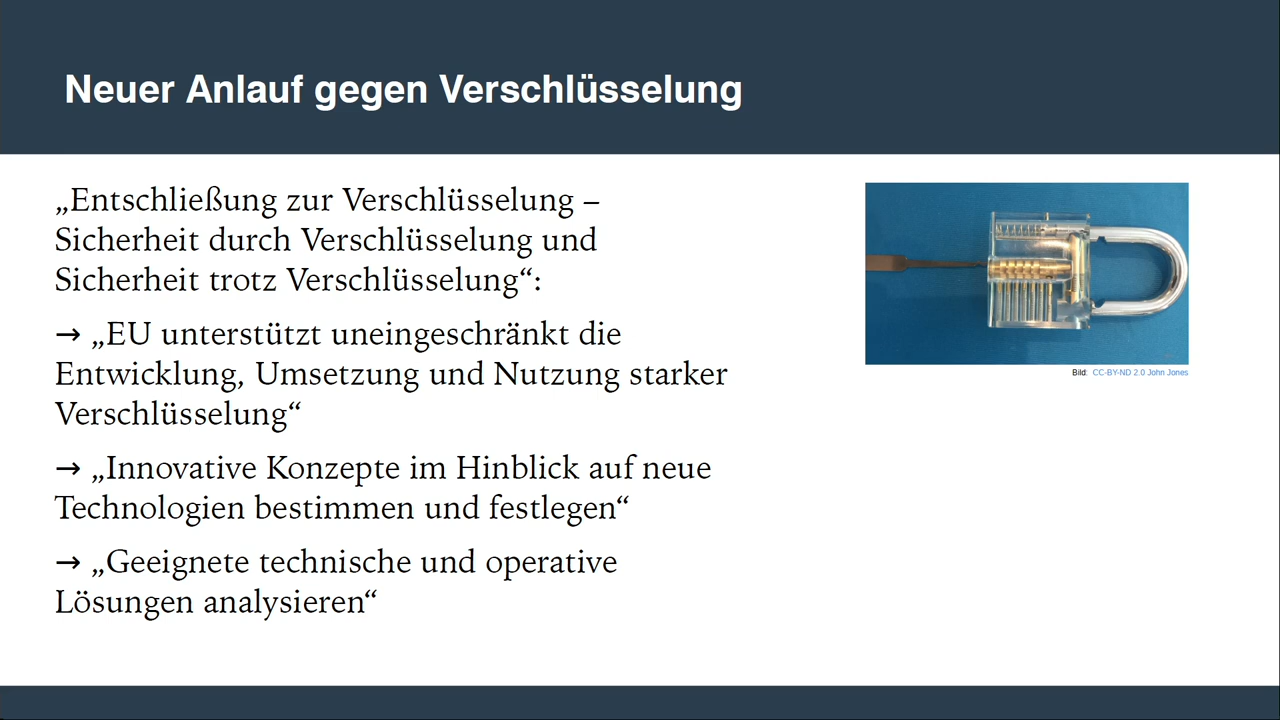 Neuer Anlauf gegen Verschlüsselung
„Entschließung zur Verschlüsselung –
Sicherheit durch Verschlüsselung und
Sicherheit trotz Verschlüsselung“:
→ „EU unterstützt uneingeschränkt die
Entwicklung, Umsetzung und Nutzung starker
Verschlüsselung“
→ „Innovative Konzepte im Hinblick auf neue
Technologien bestimmen und festlegen“
→ „Geeignete technische und operative
Lösungen analysieren“
Bild: CC-BY-ND 2.0 John Jones